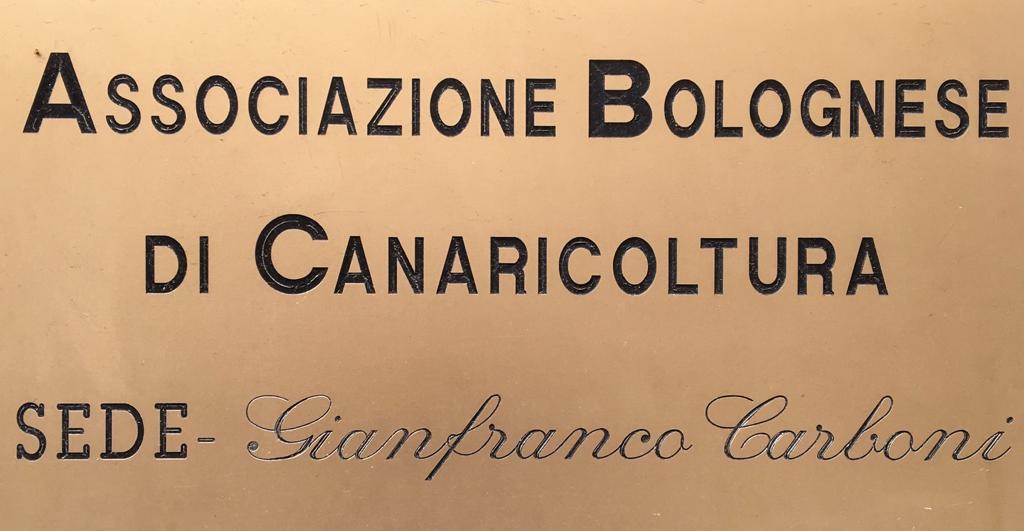 ASSOCIAZIONE BOLOGNESE
DI CANARICOLTURA
SEDE- Gianfranco Carboni